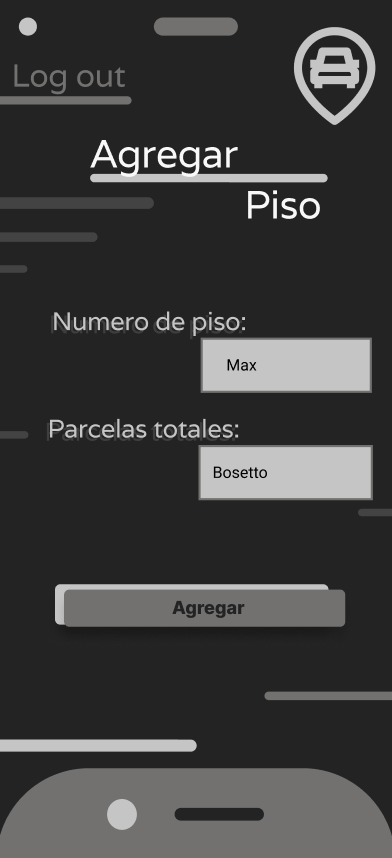 Log out
Agregar
Piso
Numero de piso:
Max
Parcelas totales:
Bosetto
Agregar